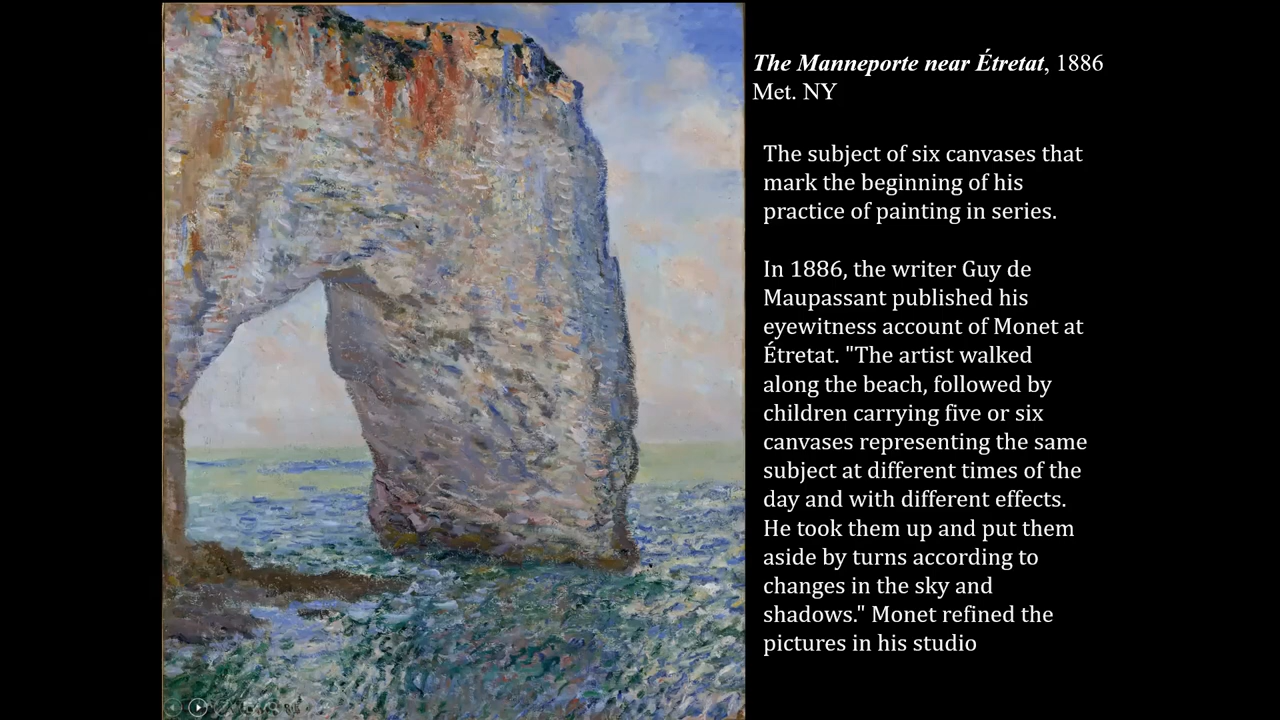 The Manneporte near Étretat, 1886
Met. NY
The subject of six canvases that
mark the beginning of his
practice of painting in series.
In 1886, the writer Guy de
Maupassant published his
eyewitness account of Monet at
Étretat. "The artist walked
along the beach, followed by
children carrying five or six
canvases representing the same
subject at different times of the
day and with different effects.
He took them up and put them
aside by turns according to
changes in the sky and
shadows." Monet refined the
pictures in his studio